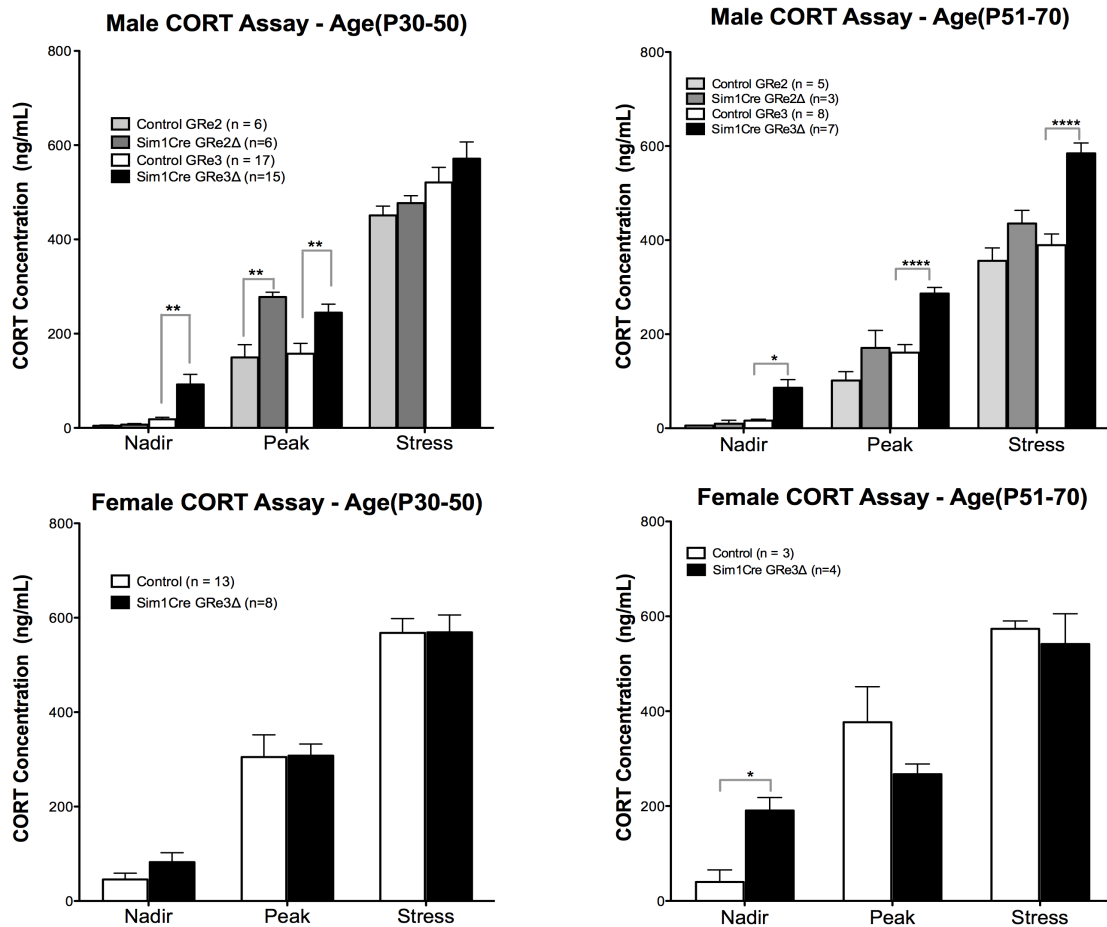 Male CORT Assay - Age(P30-50)
CORT Concentration (ng/mL)
800
600
400
200
0
Control GRe2 (n = 6)
Sim1Cre GRe2Δ (n=6)
Control GRe3 (n = 17)
Sim1Cre GRe3Δ (n=15)
**
**
**
Nadir
Peak
Stress
Male CORT Assay - Age(P51-70)
CORT Concentration (ng/mL)
800
600
400
200
0
Control GRe2 (n = 5)
Sim1Cre GRe2Δ (n=3)
Control GRe3 (n = 8)
Sim1Cre GRe3Δ (n=7)
*
****
****
Nadir
Peak
Stress
Female CORT Assay - Age(P30-50)
CORT Concentration (ng/mL)
800
600
400
200
0
Control (n = 13)
Sim1Cre GRe3Δ (n=8)
Nadir
Peak
Stress
Female CORT Assay - Age(P51-70)
CORT Concentration (ng/mL)
800
600
400
200
0
Control (n = 3)
Sim1Cre GRe3Δ (n=4)
*
Nadir
Peak
Stress